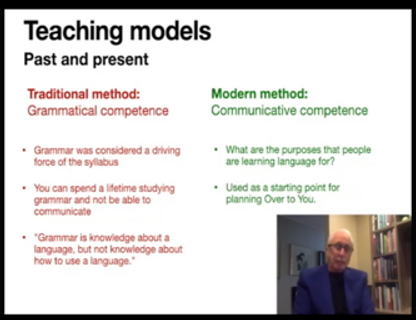 Teaching models
Past and present
Traditional method:
Grammatical competence
• Grammar was considered a driving
force of the syllabus
• You can spend a lifetime studying
grammar and not be able to
communicate
• "Grammar is knowledge about a
language, but not knowledge about
how to use a language."
Modern method:
Communicative competence
• What are the purposes that people
are learning language for?
• Used as a starting point for
planning Over to You.